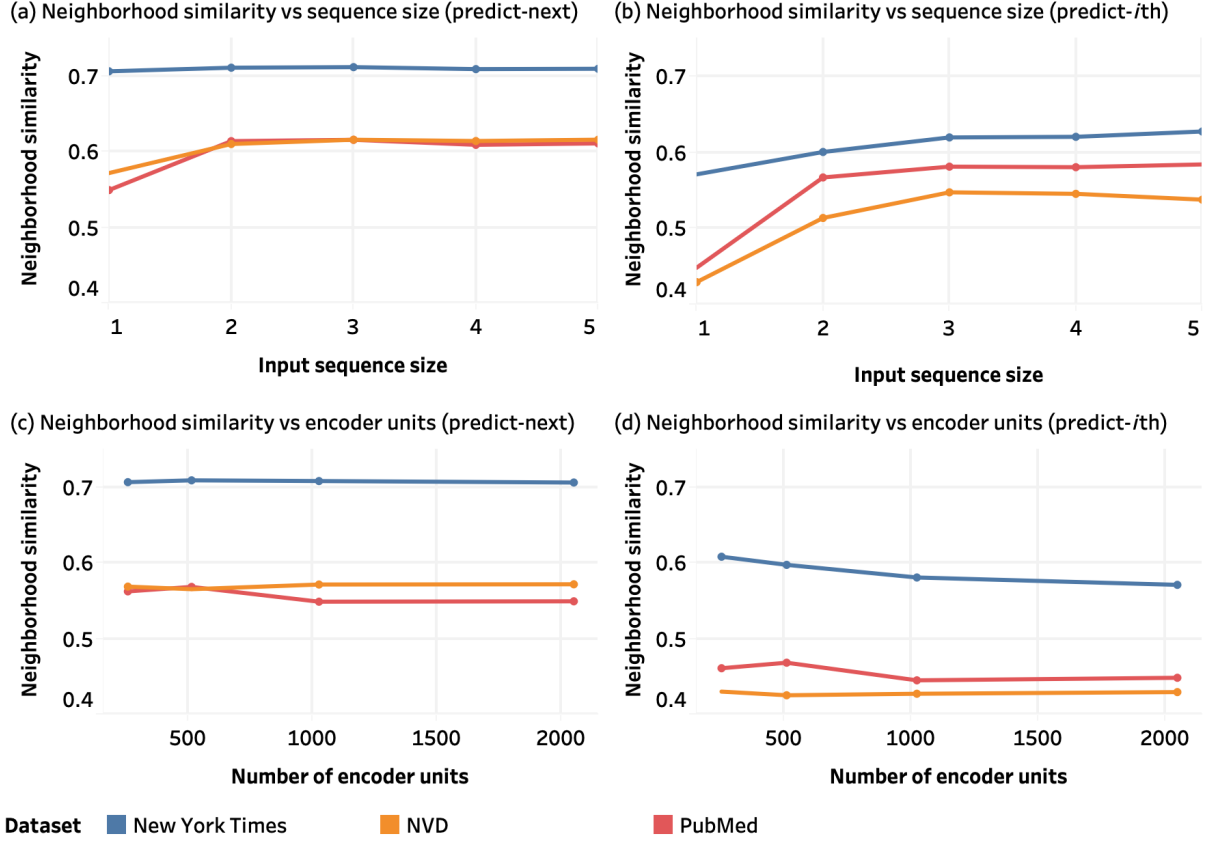 (a) Neighborhood similarity vs sequence size (predict-next)
Neighborhood similarity
0.7
0.6
0.5
0.4
1 2 3 4 5
Input sequence size
(b) Neighborhood similarity vs sequence size (predict-ith)
Neighborhood similarity
0.7
0.6
0.5
0.4
1 2 3 4 5
Input sequence size
(c) Neighborhood similarity vs encoder units (predict-next)
Neighborhood similarity
0.7
0.6
0.5
0.4
500 1000 1500 2000
Number of encoder units
(d) Neighborhood similarity vs encoder units (predict-ith)
Neighborhood similarity
0.7
0.6
0.5
0.4
500 1000 1500 2000
Number of encoder units
Dataset New York Times NVD PubMed